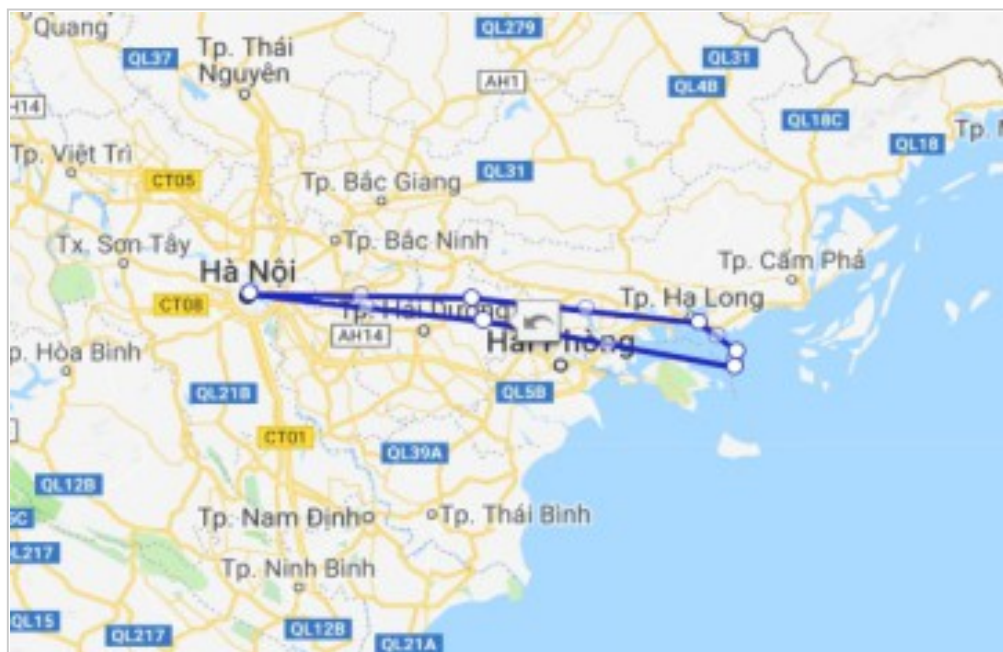 Quang
QL279
QL31
Tp. Thái
Nguyên
QL37
AH1
QL4B
AH14
QL18C
QL18
Tp. Việt Trì
CT05
Tp. Bắc Giang
QL31
Tx. Sơn Tây
Tp. Bắc Ninh
Tp. Cẩm Phả
Hà Nội
CT08
Tp. Hải Dương
Tp. Hạ Long
AH14
Hải Phòng
p. Hòa Bình
QL21B
QL5B
CT01
QL39A
QL12B
Tp. Nam Định
Tp. Thái Bình
QL217
Tp. Ninh Bình
QL15
QL217
QL12B
QL21A